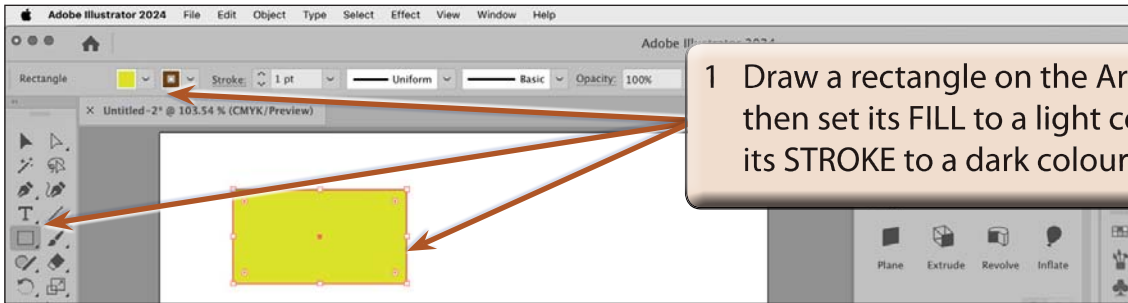 Adobe Illustrator 2024 File Edit Object Type Select Effect View Window Help
Adobe
Rectangle Stroke: 1 pt Uniform Basic Opacity: 100%
× Untitled-2* @ 103.54 % (CMYK/Preview)
1 Draw a rectangle on the
then set its FILL to a light
its STROKE to a dark colour
Plane Extrude Revolve Inflate